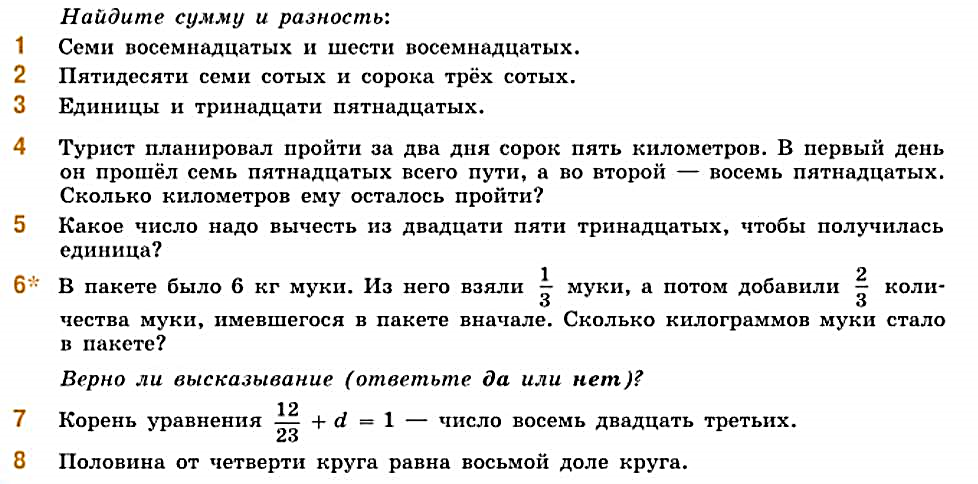 Найдите сумму и разность:
1 Семи восемнадцатых и шести восемнадцатых.
2 Пятидесяти семи сотых и сорока трёх сотых.
3 Единицы и тринадцати пятнадцатых.
4 Турист планировал пройти за два дня сорок пять километров. В первый день
он прошёл семь пятнадцатых всего пути, а во второй — восемь пятнадцатых.
Сколько километров ему осталось пройти?
5 Какое число надо вычесть из двадцати пяти тринадцатых, чтобы получилась
единица?
6* В пакете было 6 кг муки. Из него взяли 1/3 муки, а потом добавили 2/3 коли-
чества муки, имевшегося в пакете вначале. Сколько килограммов муки стало
в пакете?
Верно ли высказывание (ответьте да или нет)?
7 Корень уравнения 12/23 + d = 1 — число восемь двадцать третьих.
8 Половина от четверти круга равна восьмой доле круга.